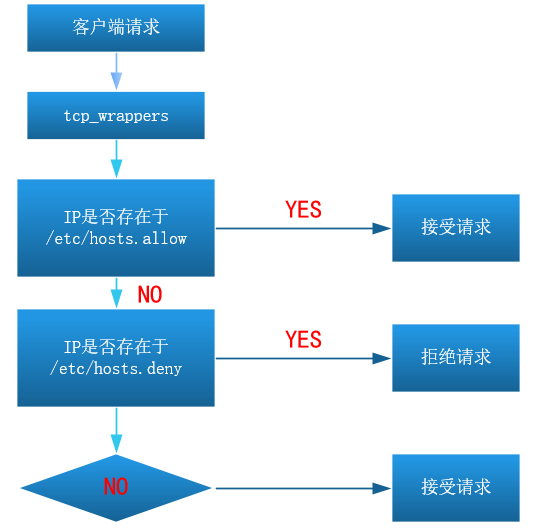 客户端请求
tcp_wrappers
IP是否存在于
/etc/hosts.allow
YES
接受请求
NO
IP是否存在于
/etc/hosts.deny
YES
拒绝请求
NO
接受请求